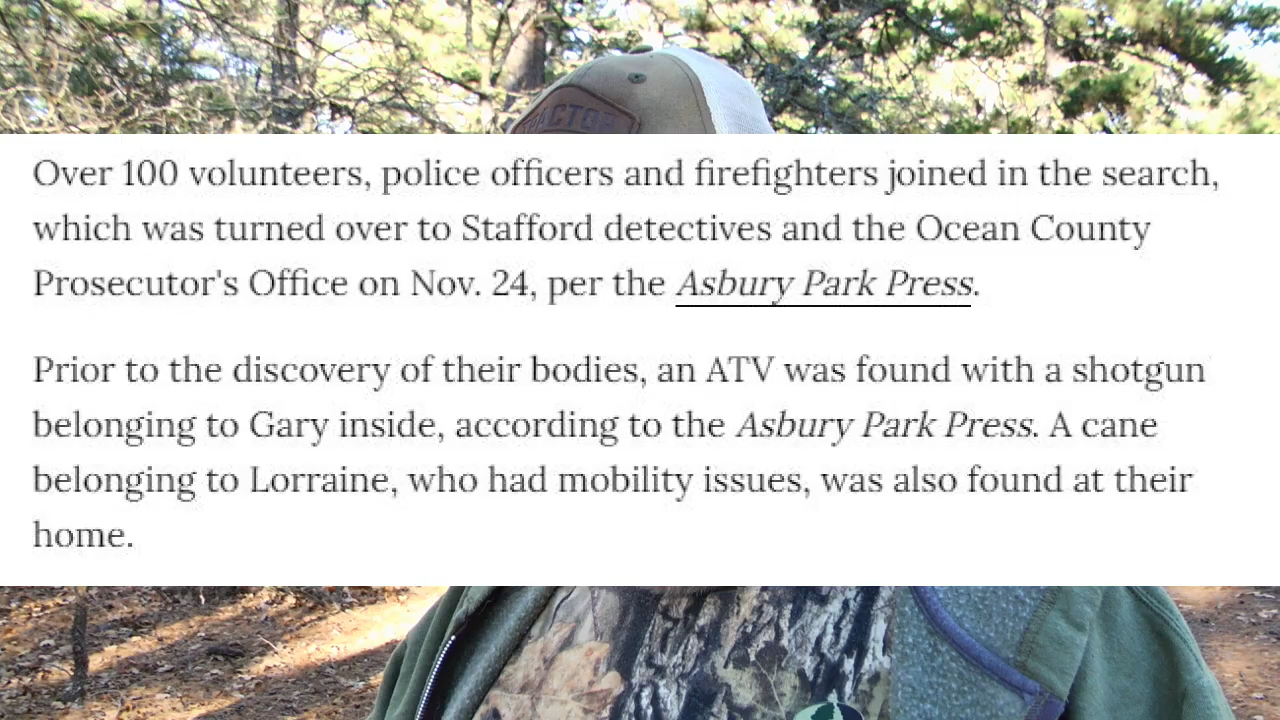 TRACTOR
Over 100 volunteers, police officers and firefighters joined in the search,
which was turned over to Stafford detectives and the Ocean County
Prosecutor's Office on Nov. 24, per the Asbury Park Press.
Prior to the discovery of their bodies, an ATV was found with a shotgun
belonging to Gary inside, according to the Asbury Park Press. A cane
belonging to Lorraine, who had mobility issues, was also found at their
home.